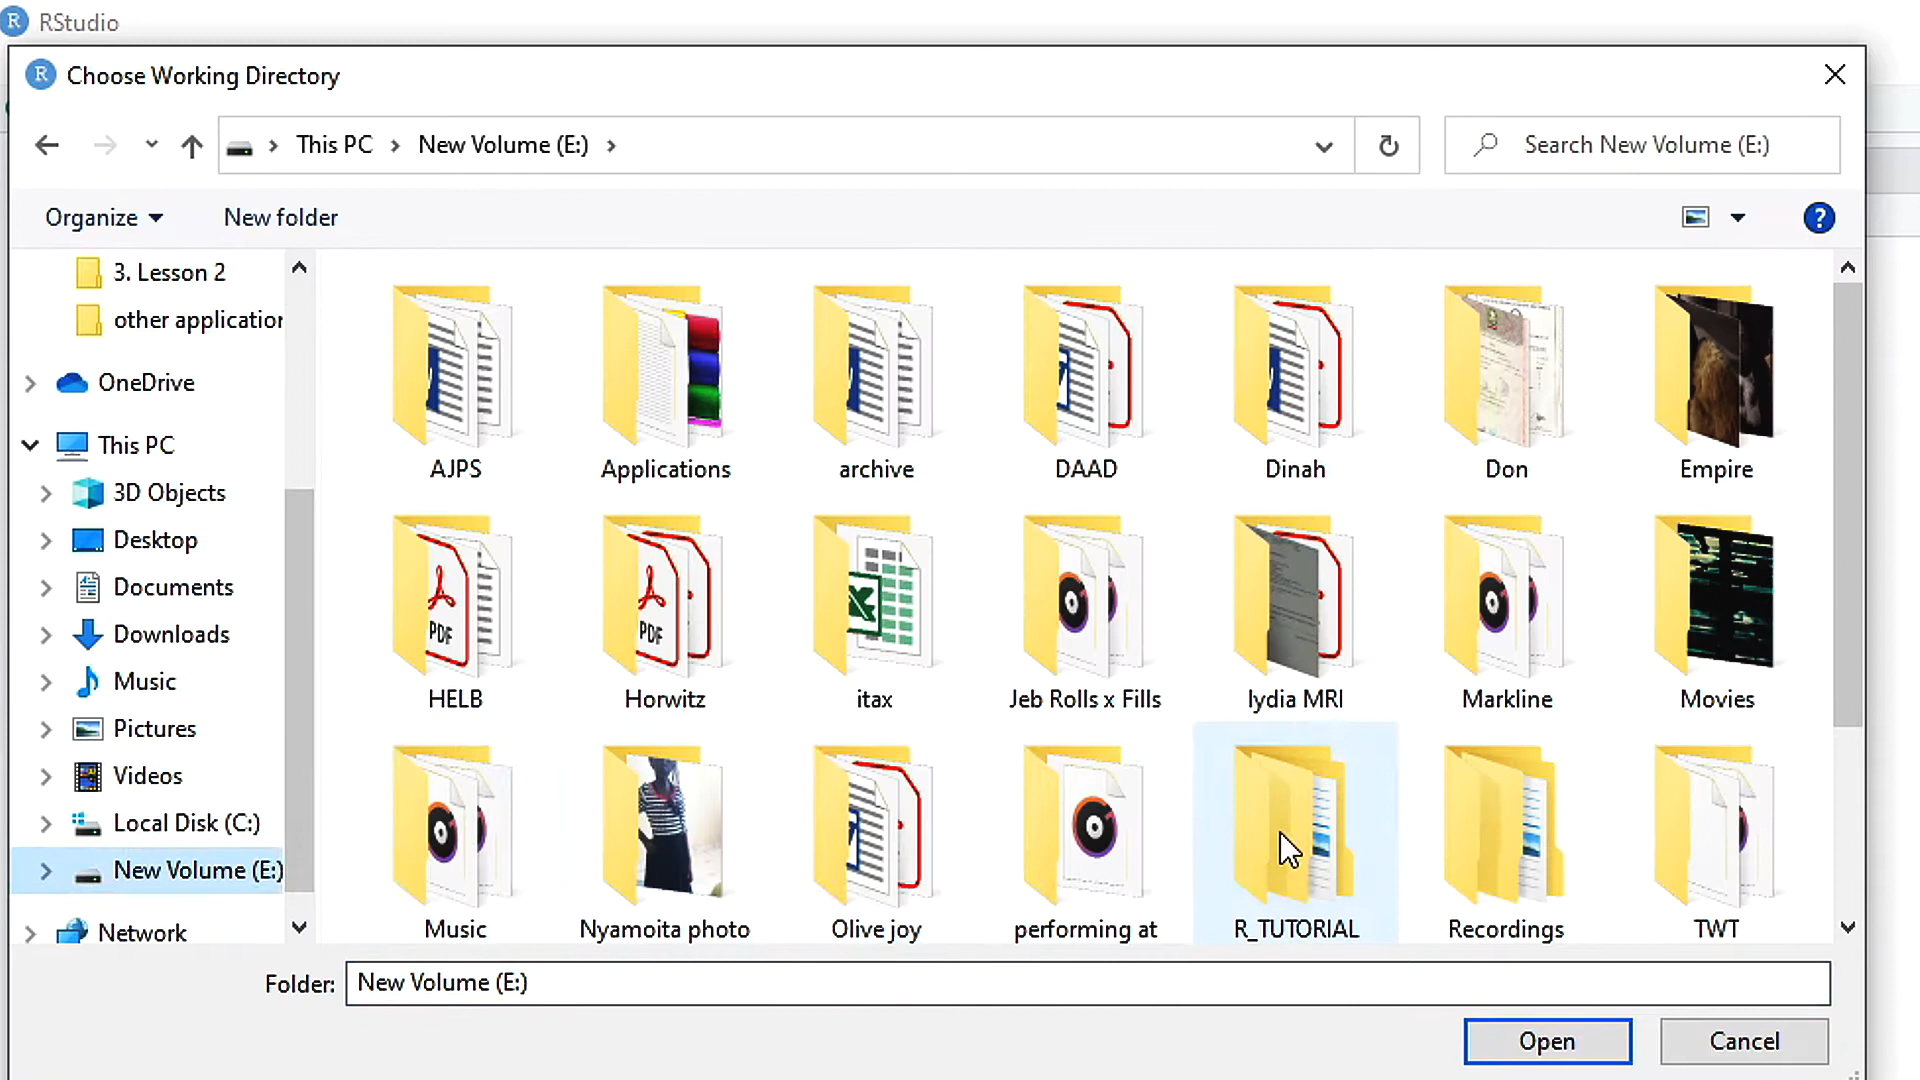 R RStudio
R Choose Working Directory
This PC
New Volume (E:)
Search New Volume (E:)
Organize
New folder
?
3. Lesson 2
other application
OneDrive
This PC
3D Objects
Desktop
Documents
Downloads
Music
Pictures
Videos
Local Disk (C:)
New Volume (E:)
Network
AJPS
Applications
archive
DAAD
Dinah
Don
Empire
PDF
HELB
PDF
Horwitz
itax
Jeb Rolls x Fills
lydia MRI
Markline
Movies
Music
Nyamoita photo
Olive joy
performing at
R_TUTORIAL
Recordings
TWT
Folder:
New Volume (E:)
Open
Cancel